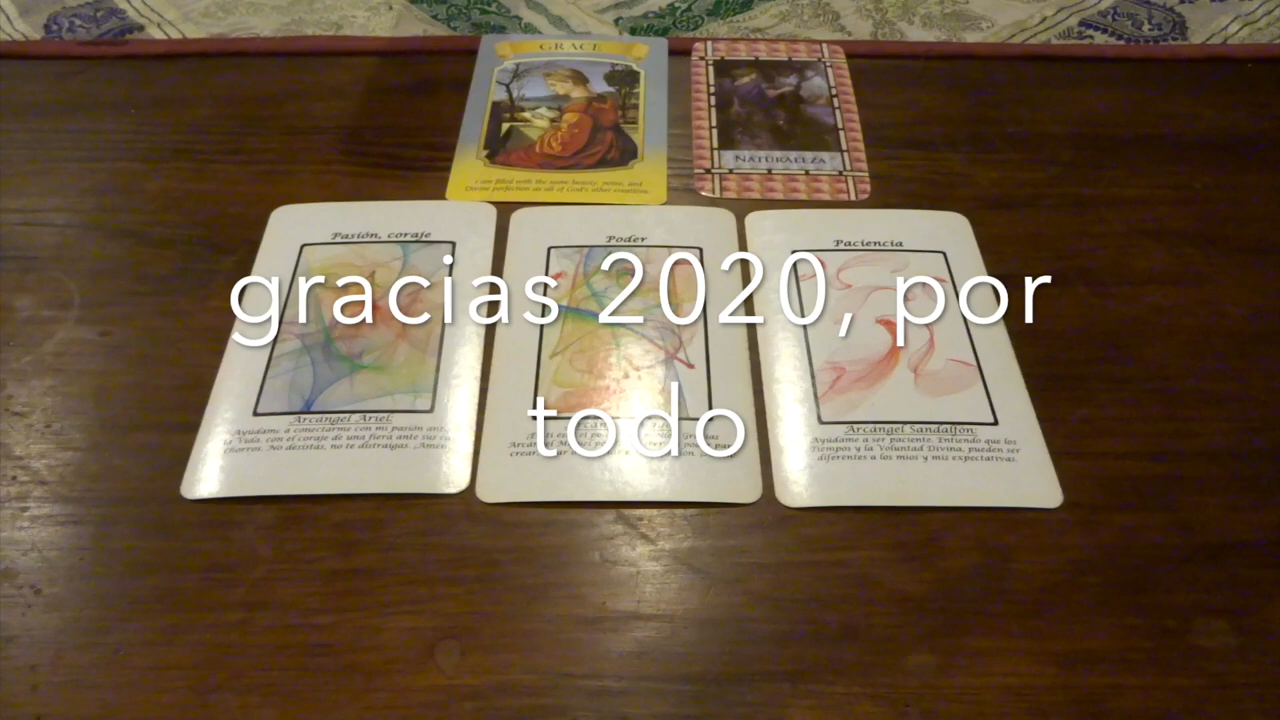 GRACE
I am filled with the same beauty, poise, and
Divine perfection as all of God's other creations.
NATURALEZA
Pasión, coraje
Arcángel Ariel:
Ayúdame a conectarme con mi pasión
la Vida, con el coraje de una fiera ante sus
chorros. No desistas, no te distraigas.
Poder
Paciencia
Arcángel Sandalfón:
Ayúdame a ser paciente. Entiendo que los
Tiempos y la Voluntad Divina, pueden ser
diferentes a los míos y mis expectativas.
gracias 2020, por
todo